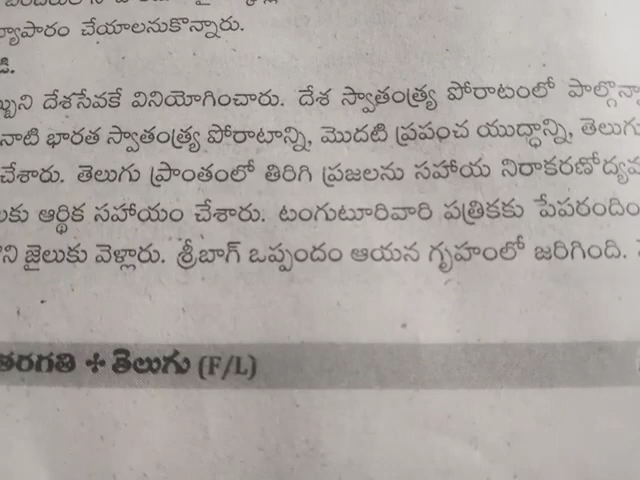 వ్యాపారం చేయాలనుకొన్నారు.
డి.
బ్బుని దేశసేవకే వినియోగించారు. దేశ స్వాతంత్ర్య పోరాటంలో పాల్గొనా
నాటి భారత స్వాతంత్ర్య పోరాటాన్ని, మొదటి ప్రపంచ యుద్ధాన్ని, తెలుగు
చేశారు. తెలుగు ప్రాంతంలో తిరిగి ప్రజలను సహాయ నిరాకరణోద్యమ
లకు ఆర్థిక సహాయం చేశారు. టంగుటూరివారి పత్రికకు పేపరందిం
ని జైలుకు వెళ్లారు. శ్రీబాగ్ ఒప్పందం ఆయన గృహంలో జరిగింది.
తరగతి ✤ తెలుగు (F/L)